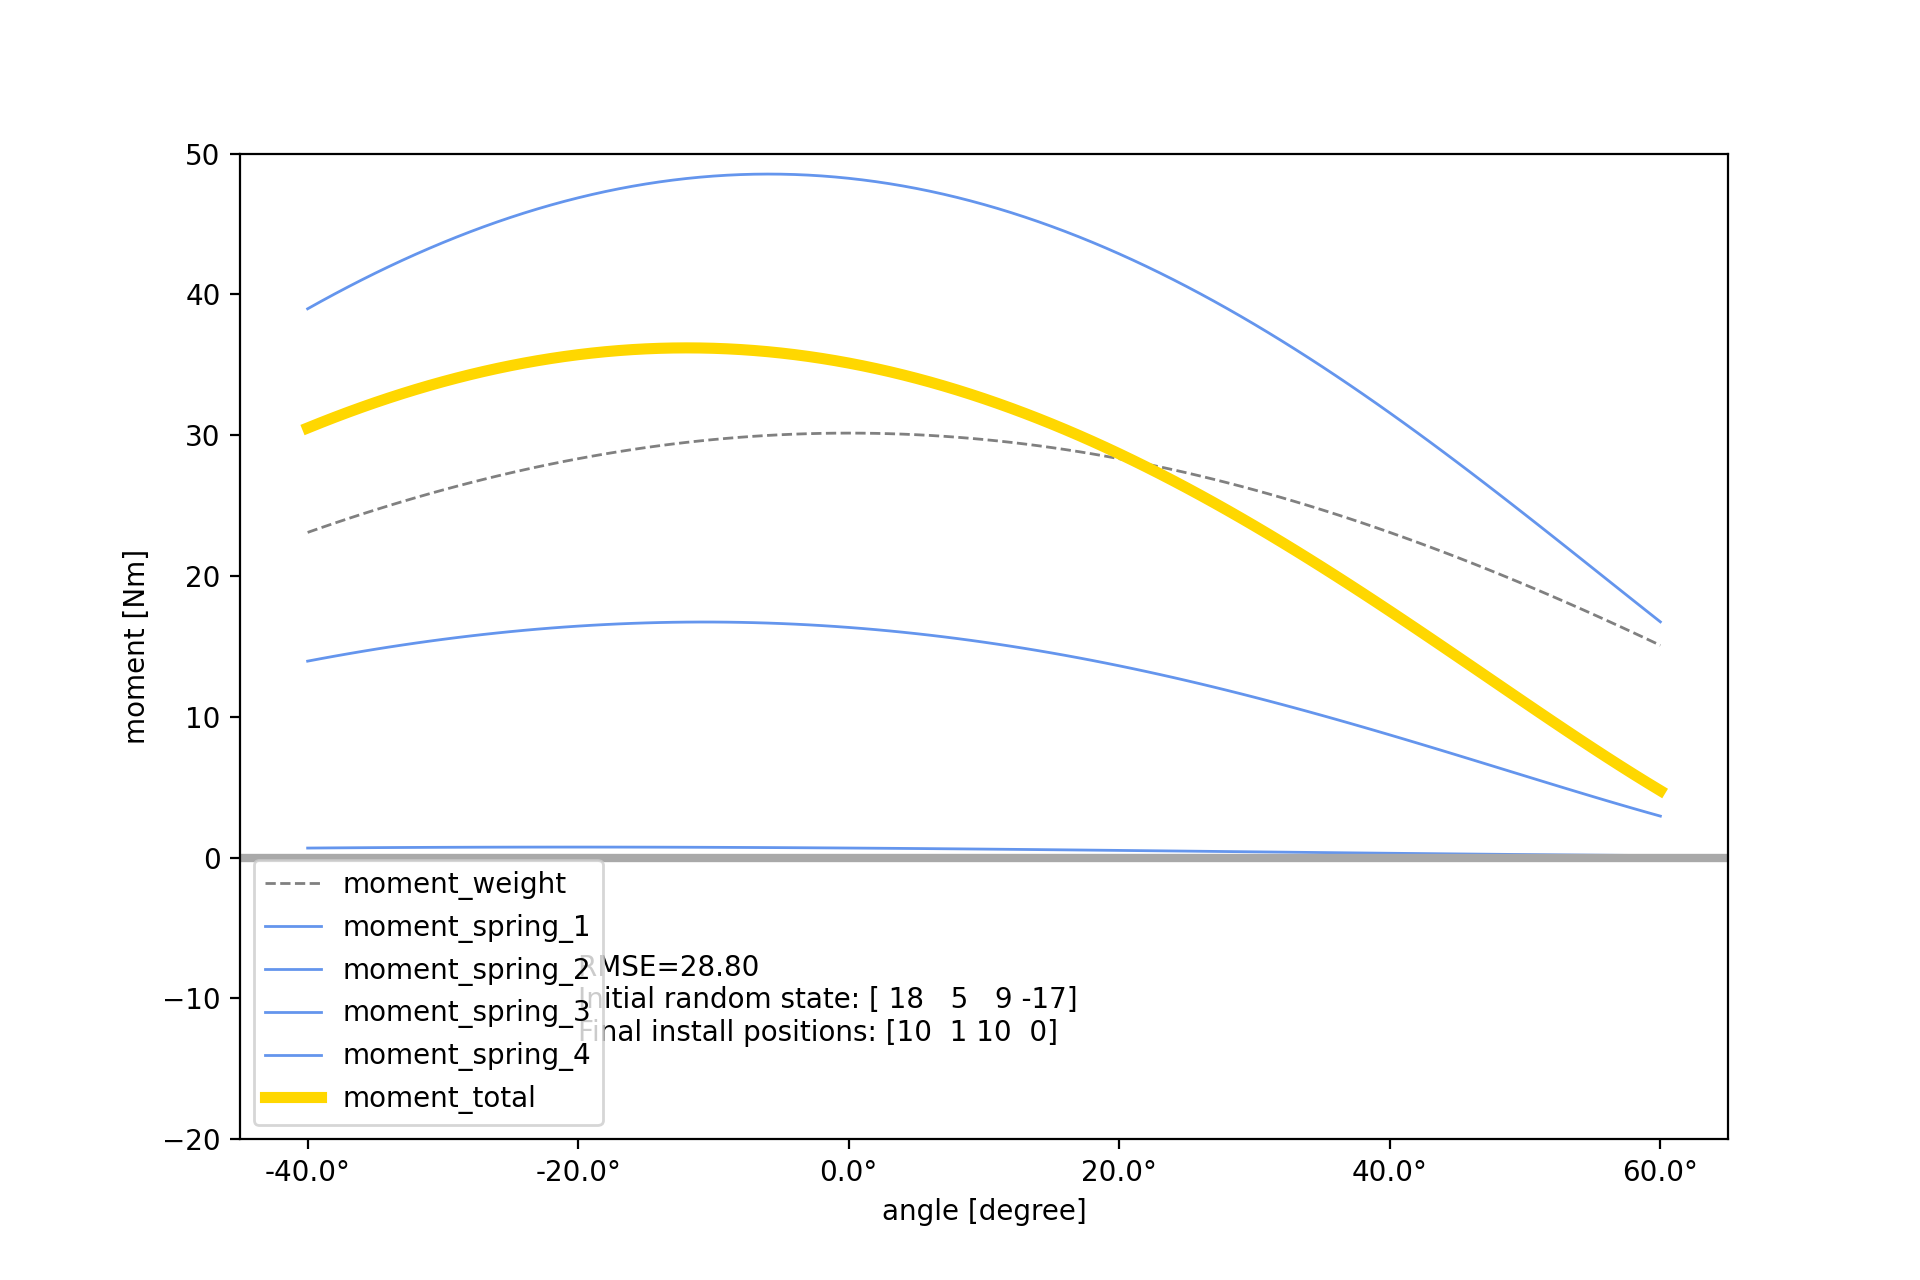 50
40
30
20
10
0
−10
−20
moment [Nm]
moment_weight
moment_spring_1
moment_spring_2
moment_spring_3
moment_spring_4
moment_total
RMSE=28.80
Initial random state: [ 18   5   9 -17]
Final install positions: [10  1 10  0]
-40.0° -20.0° 0.0° 20.0° 40.0° 60.0°
angle [degree]